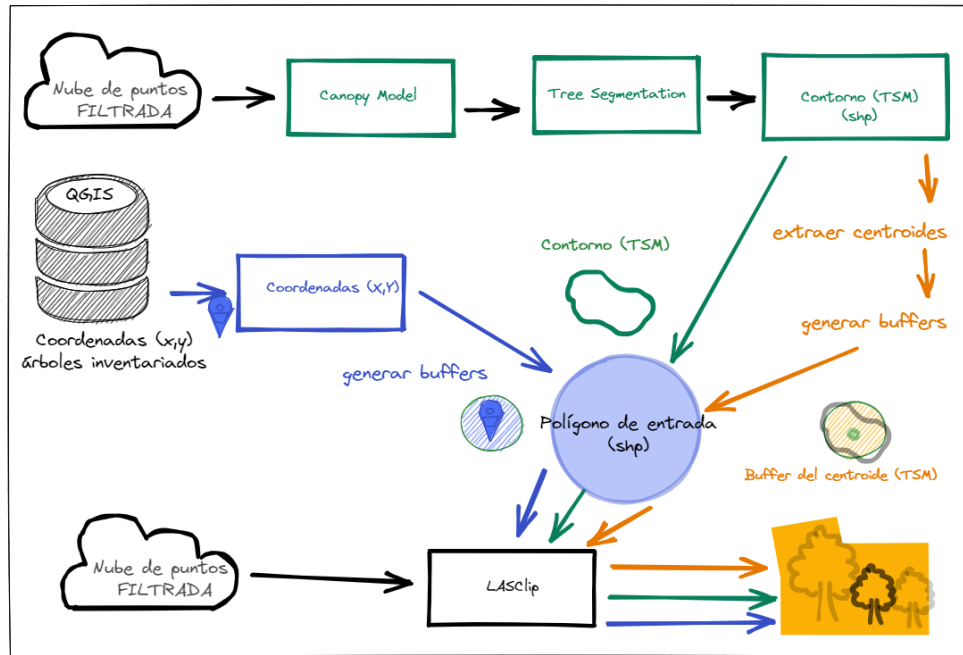 Nube de puntos
FILTRADA
Canopy Model
Tree Segmentation
Contorno (TSM)
(shp)
QGIS
Coordenadas (x,y)
árboles inventariados
Coordenadas (X,Y)
generar buffers
Contorno (TSM)
extraer centroides
generar buffers
Polígono de entrada
(shp)
Buffer del centroide (TSM)
Nube de puntos
FILTRADA
LASClip